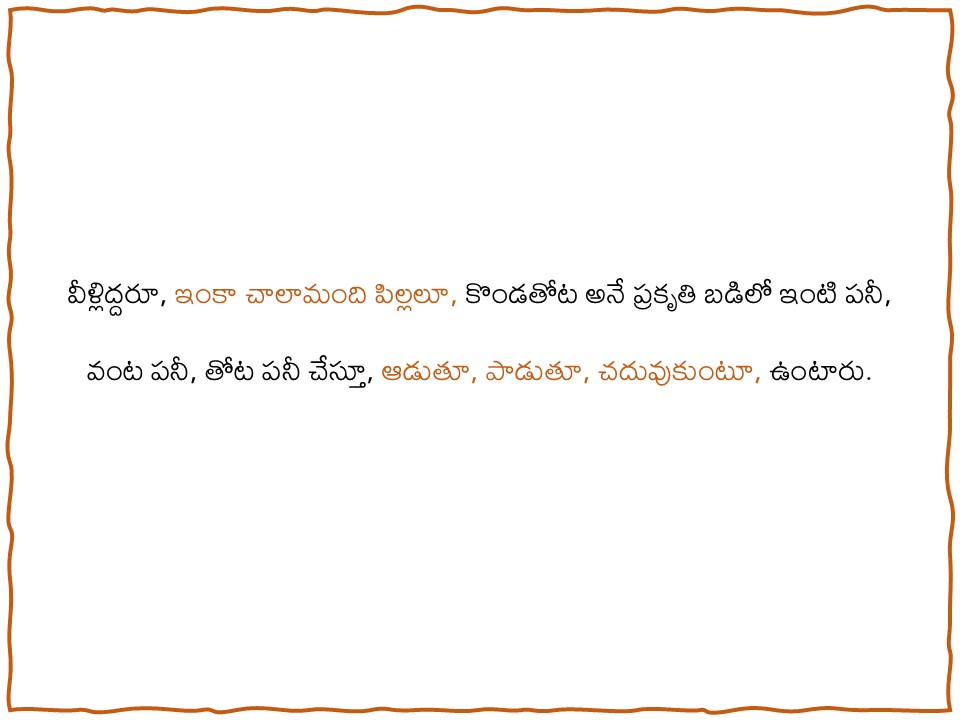 వీళ్లిద్దరూ, ఇంకా చాలామంది పిల్లలూ, కొండతోట అనే ప్రకృతి బడిలో ఇంటి పనీ,
వంట పనీ, తోట పనీ చేస్తూ, ఆడుతూ, పాడుతూ, చదువుకుంటూ, ఉంటారు.